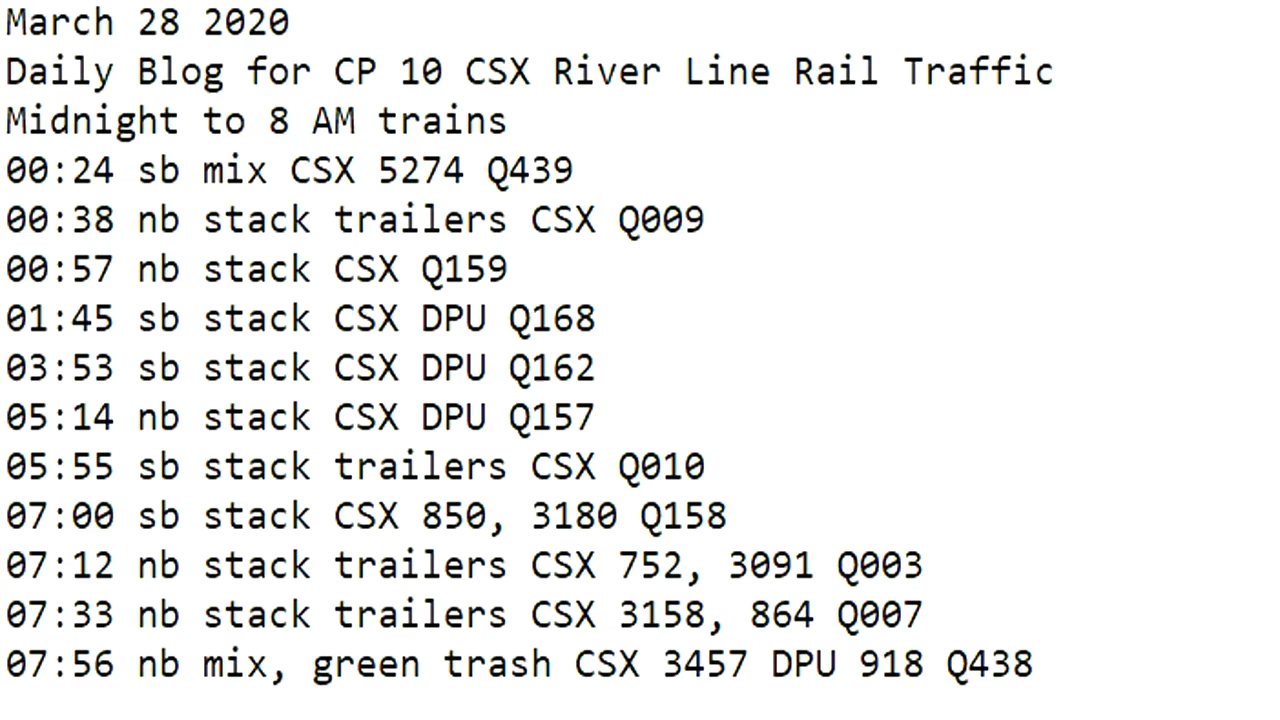 March 28 2020
Daily Blog for CP 10 CSX River Line Rail Traffic
Midnight to 8 AM trains
00:24 sb mix CSX 5274 Q439
00:38 nb stack trailers CSX Q009
00:57 nb stack CSX Q159
01:45 sb stack CSX DPU Q168
03:53 sb stack CSX DPU Q162
05:14 nb stack CSX DPU Q157
05:55 sb stack trailers CSX Q010
07:00 sb stack CSX 850, 3180 Q158
07:12 nb stack trailers CSX 752, 3091 Q003
07:33 nb stack trailers CSX 3158, 864 Q007
07:56 nb mix, green trash CSX 3457 DPU 918 Q438